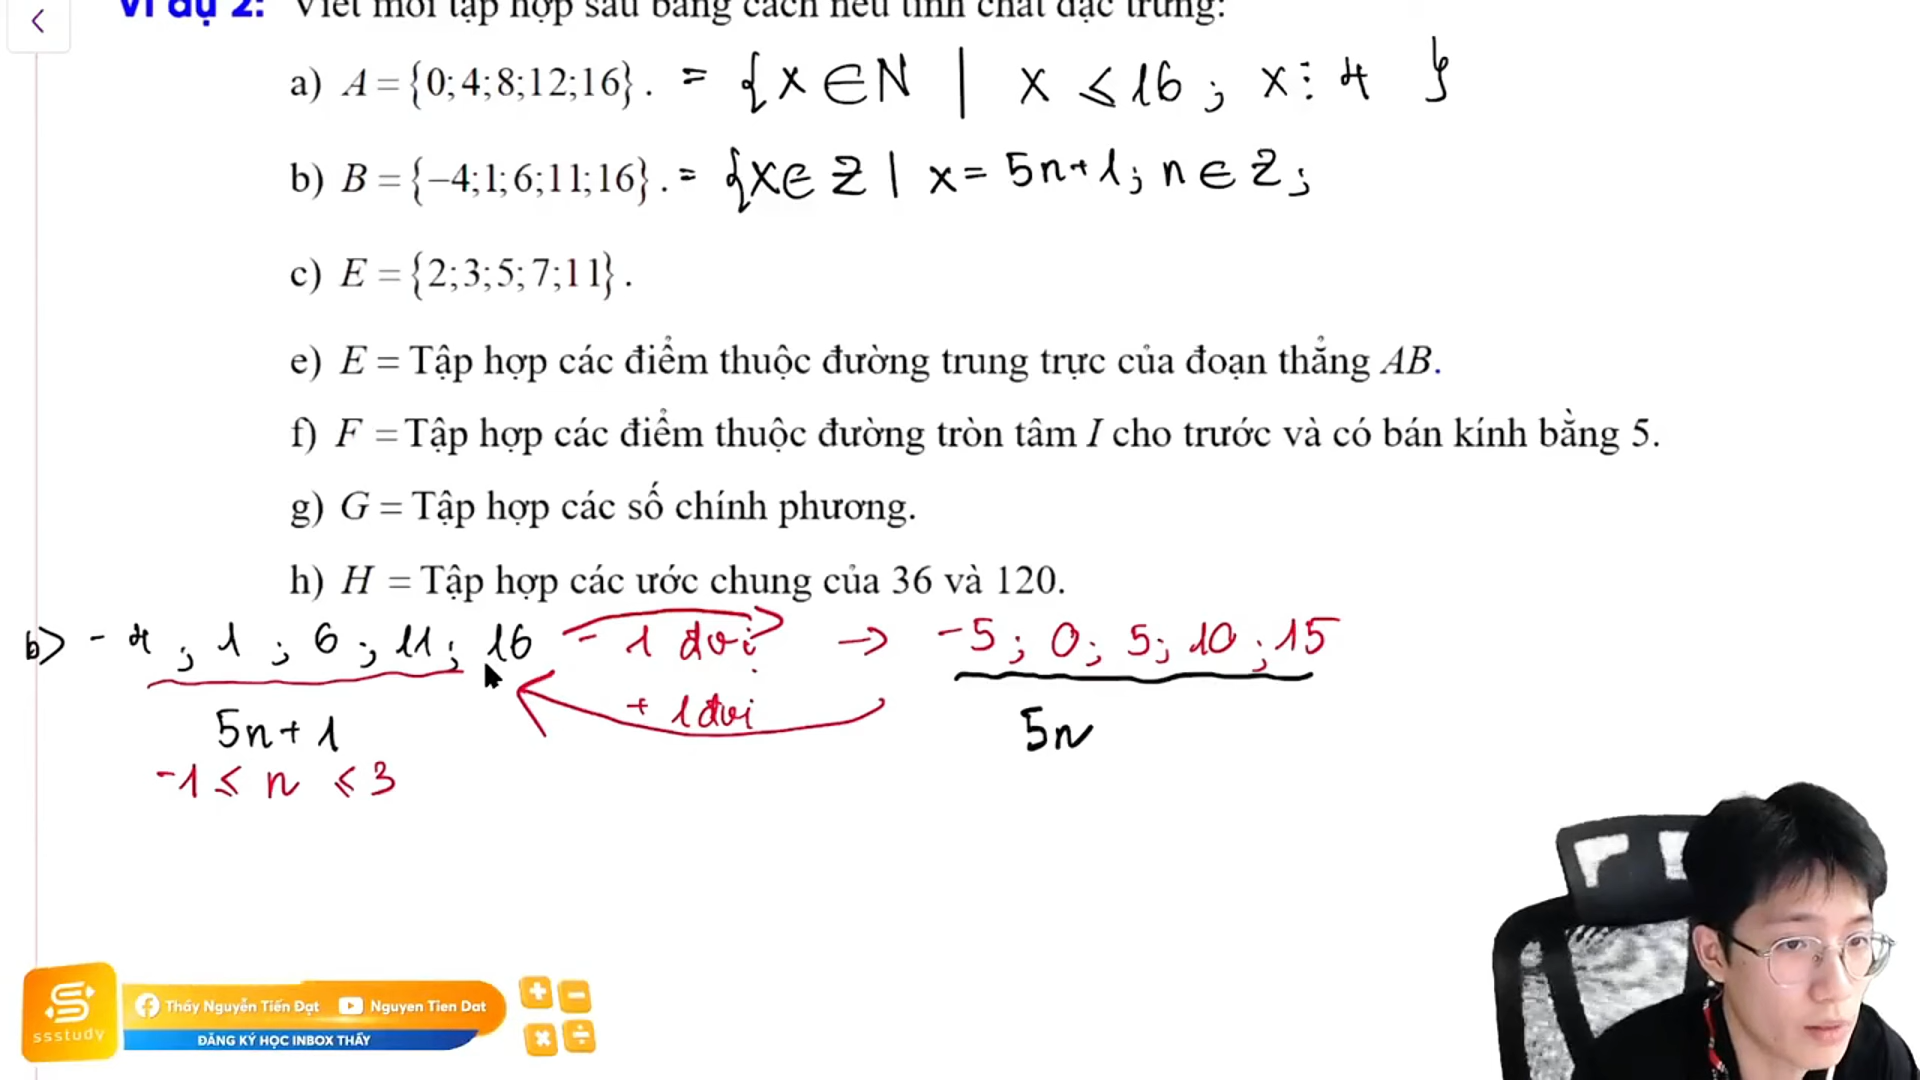 Ví dụ 2: Viết mỗi tập hợp sau bằng cách nêu tính chất đặc trưng:
a) A = {0; 4; 8; 12; 16}. = {x ∈ N | x ⩽ 16 ; x ⋮ 4 }
b) B = {−4; 1; 6; 11; 16}. = {x ∈ Z | x = 5n+1; n ∈ Z;
c) E = {2; 3; 5; 7; 11}.
e) E = Tập hợp các điểm thuộc đường trung trực của đoạn thẳng AB.
f) F = Tập hợp các điểm thuộc đường tròn tâm I cho trước và có bán kính bằng 5.
g) G = Tập hợp các số chính phương.
h) H = Tập hợp các ước chung của 36 và 120.
b) -4 ; 1 ; 6 ; 11 ; 16 - 1 đvị → -5 ; 0 ; 5 ; 10 ; 15
+ 1 đvi
5n + 1 5n
-1 ⩽ n ⩽ 3
ssstudy
Thầy Nguyễn Tiến Đạt Nguyen Tien Dat
ĐĂNG KÝ HỌC INBOX THẦY